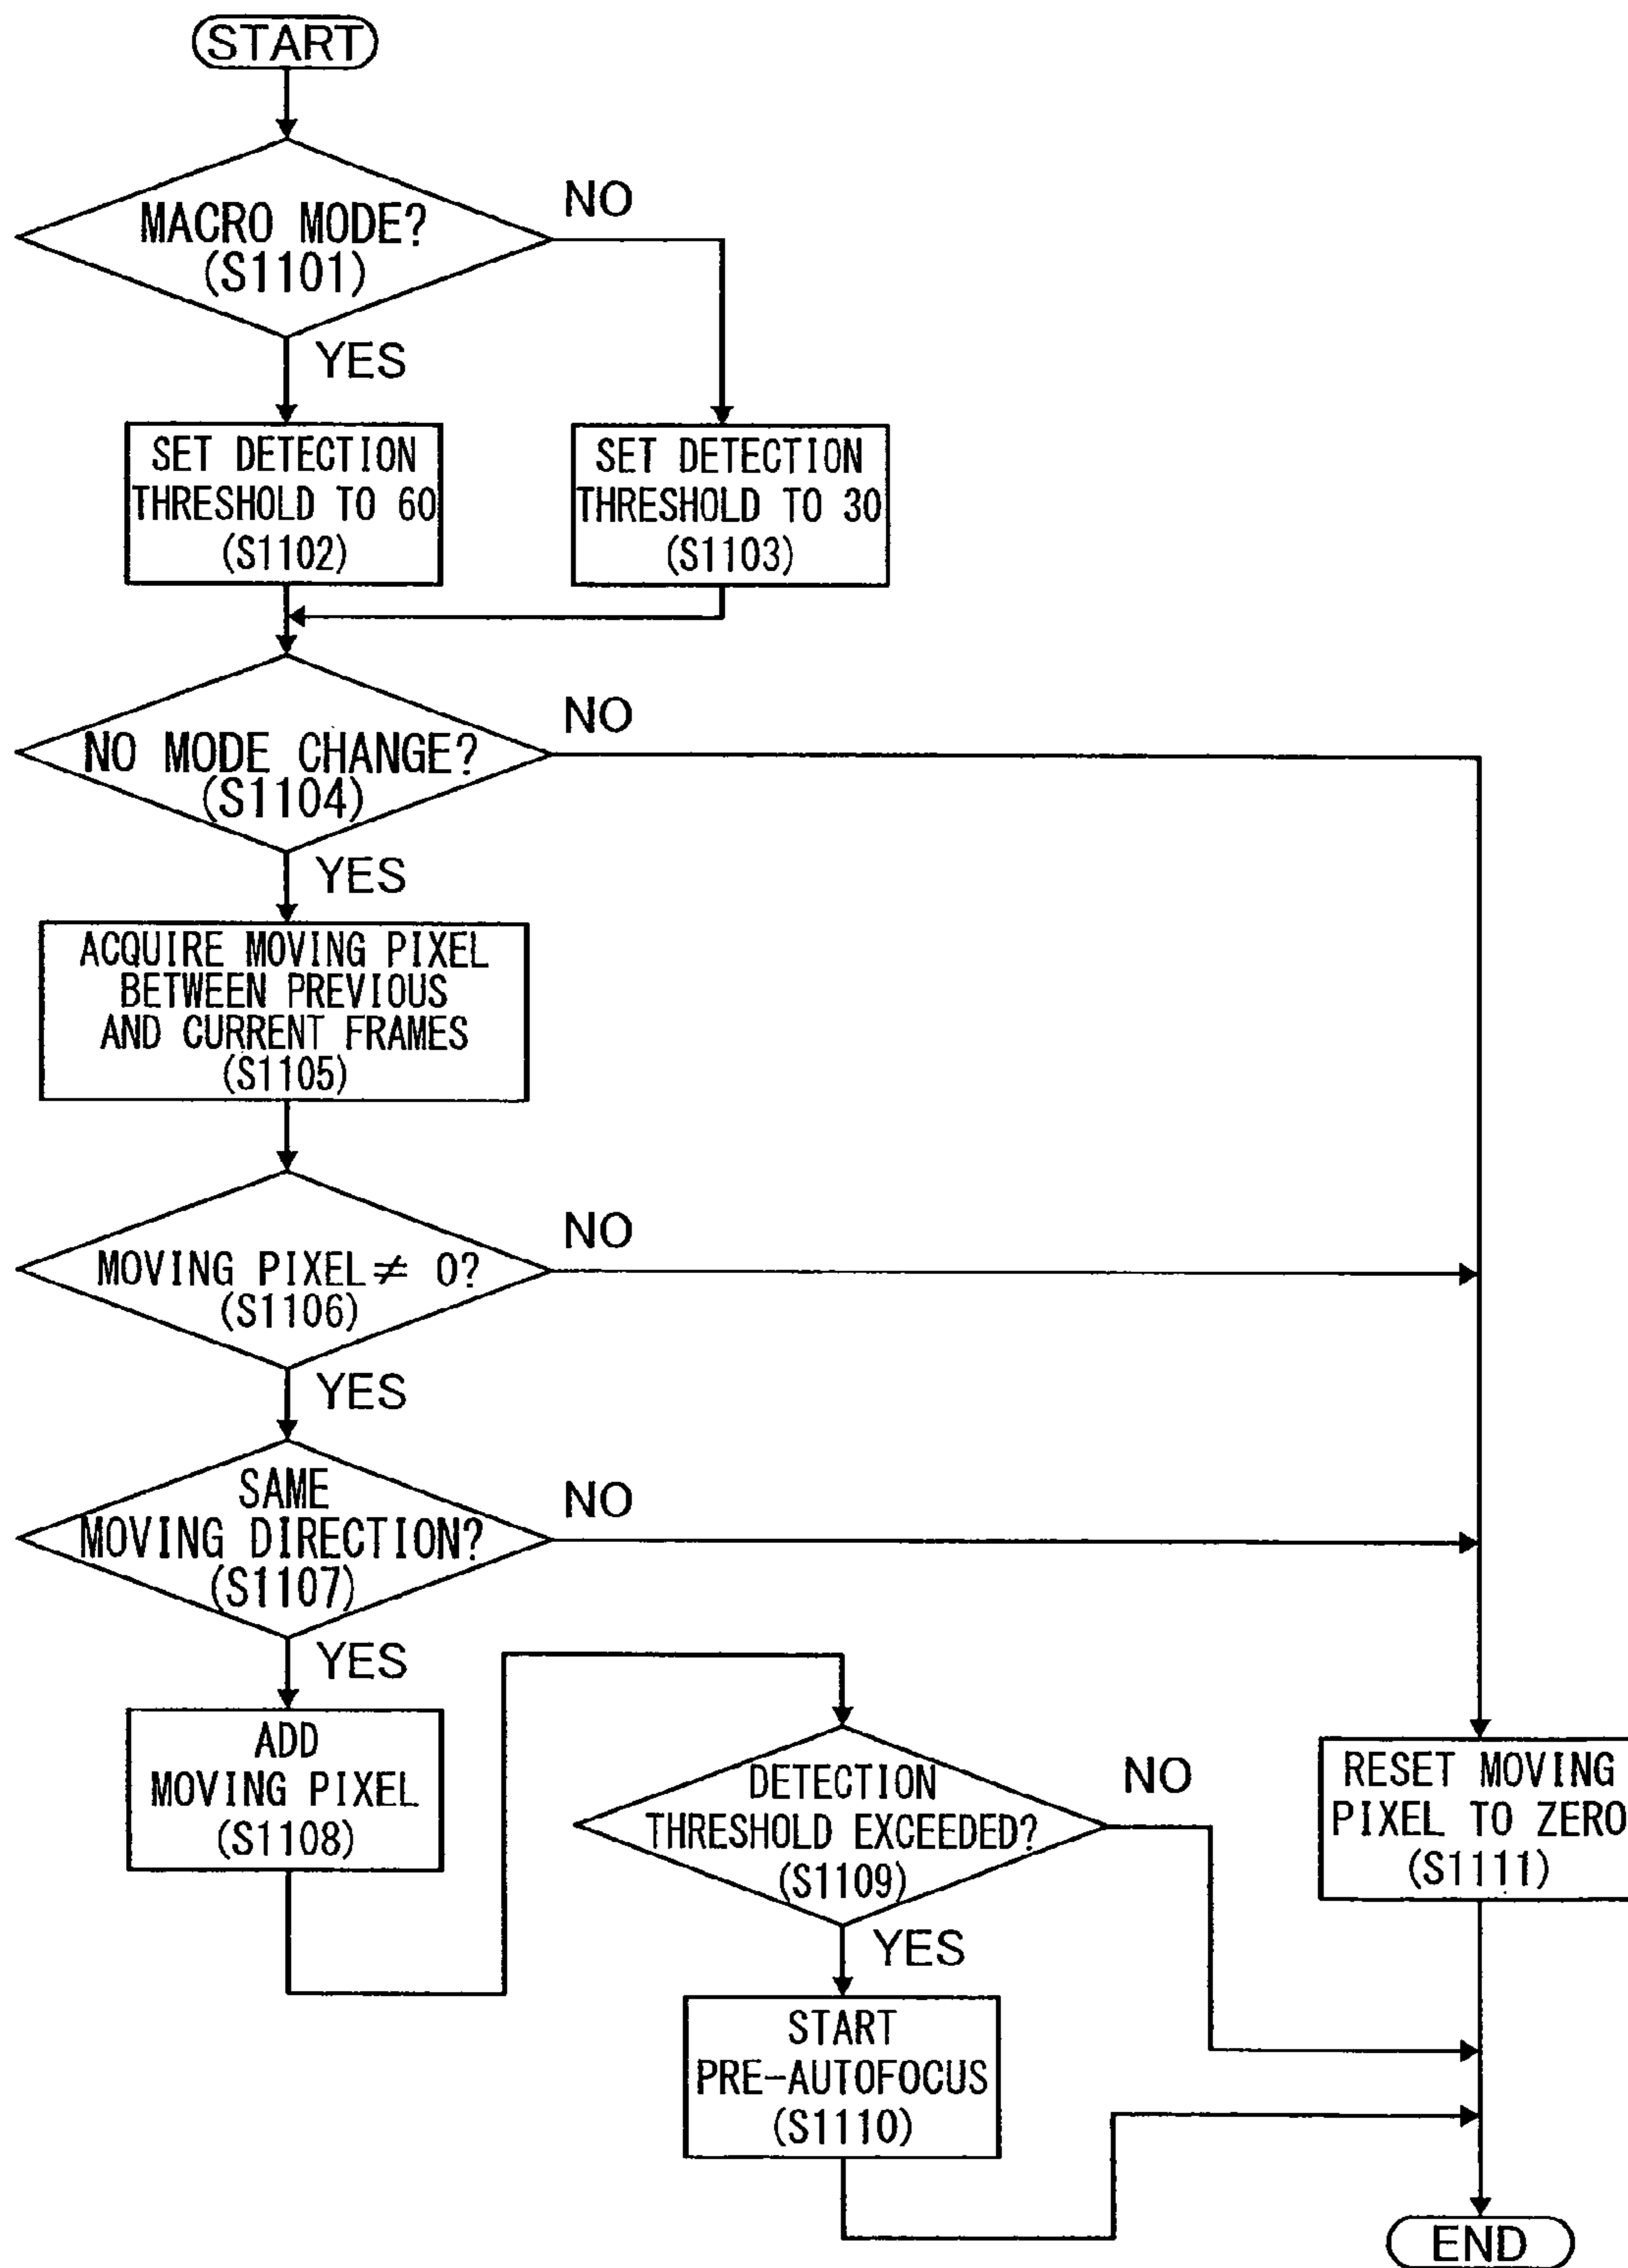 START
MACRO MODE?
(S1101)
NO
YES
SET DETECTION
THRESHOLD TO 60
(S1102)
SET DETECTION
THRESHOLD TO 30
(S1103)
NO MODE CHANGE?
(S1104)
NO
YES
ACQUIRE MOVING PIXEL
BETWEEN PREVIOUS
AND CURRENT FRAMES
(S1105)
MOVING PIXEL≠ 0?
(S1106)
NO
YES
SAME
MOVING DIRECTION?
(S1107)
NO
YES
ADD
MOVING PIXEL
(S1108)
DETECTION
THRESHOLD EXCEEDED?
(S1109)
NO
YES
START
PRE-AUTOFOCUS
(S1110)
RESET MOVING
PIXEL TO ZERO
(S1111)
END